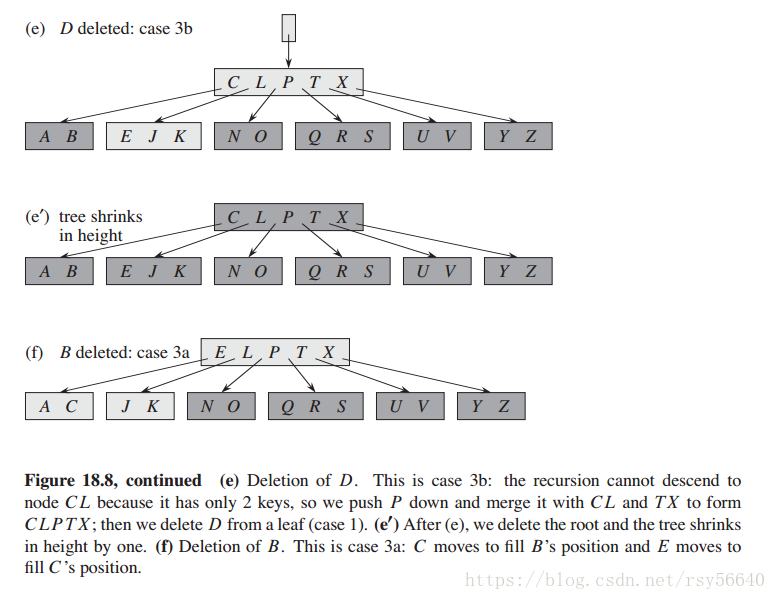 (e) D deleted: case 3b
C L P T X
A B E J K N O Q R S U V Y Z
(e′) tree shrinks
in height
C L P T X
A B E J K N O Q R S U V Y Z
(f) B deleted: case 3a
E L P T X
A C J K N O Q R S U V Y Z
Figure 18.8, continued (e) Deletion of D. This is case 3b: the recursion cannot descend to
node CL because it has only 2 keys, so we push P down and merge it with CL and TX to form
CLPTX; then we delete D from a leaf (case 1). (e′) After (e), we delete the root and the tree shrinks
in height by one. (f) Deletion of B. This is case 3a: C moves to fill B's position and E moves to
fill C's position.
https://blog.csdn.net/rsy56640